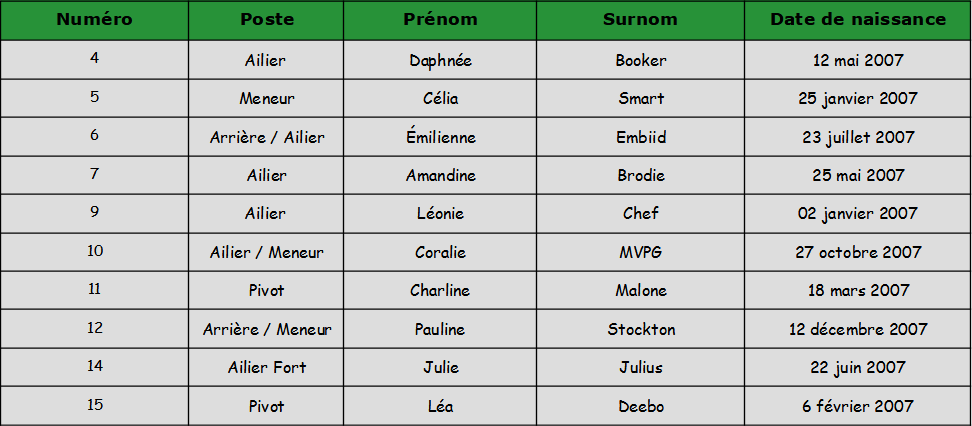 Numéro Poste Prénom Surnom Date de naissance
4 Ailier Daphnée Booker 12 mai 2007
5 Meneur Célia Smart 25 janvier 2007
6 Arrière / Ailier Émilienne Embiid 23 juillet 2007
7 Ailier Amandine Brodie 25 mai 2007
9 Ailier Léonie Chef 02 janvier 2007
10 Ailier / Meneur Coralie MVPG 27 octobre 2007
11 Pivot Charline Malone 18 mars 2007
12 Arrière / Meneur Pauline Stockton 12 décembre 2007
14 Ailier Fort Julie Julius 22 juin 2007
15 Pivot Léa Deebo 6 février 2007